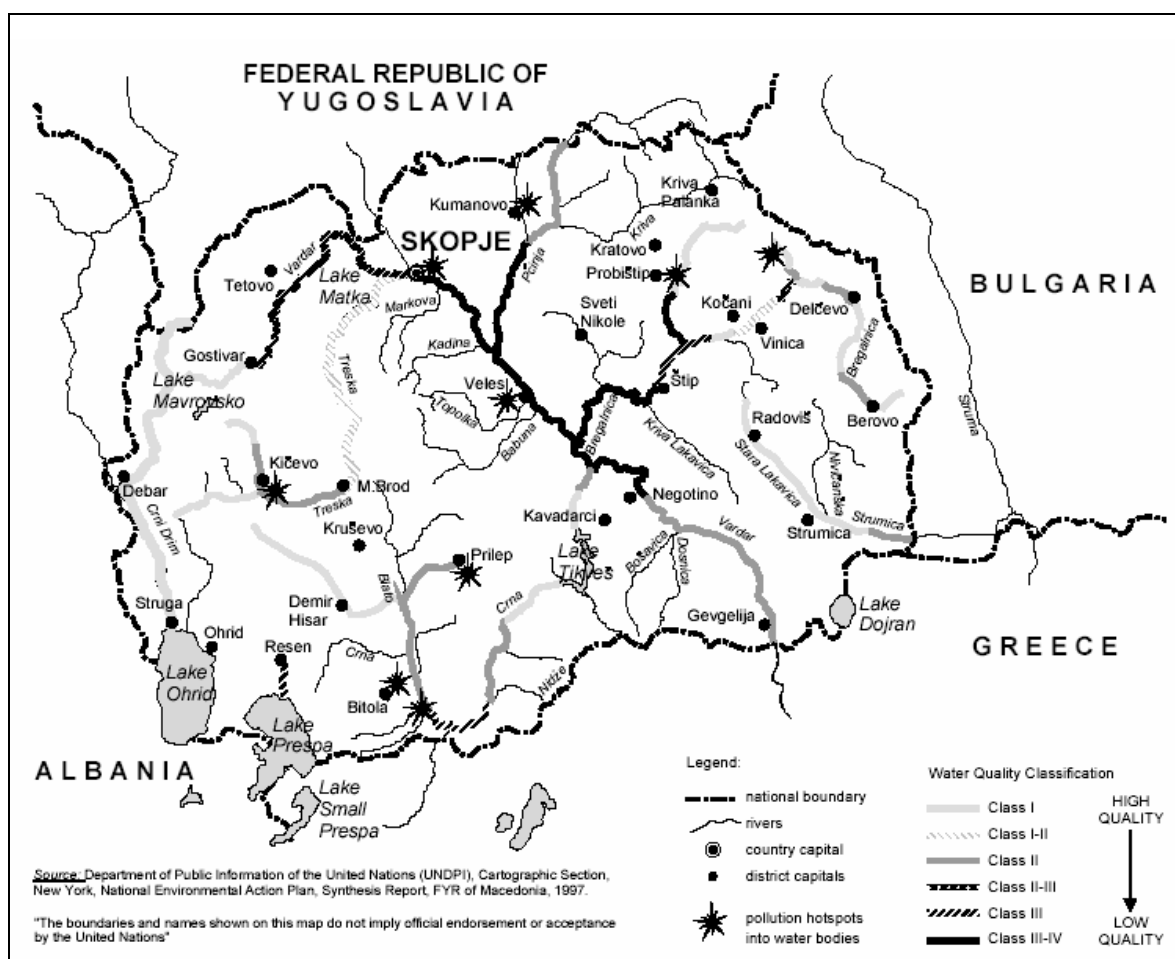 FEDERAL REPUBLIC OF
YUGOSLAVIA
Kriva
Palanka
Kumanovo
SKOPJE
Pcinja
Kriva
Kratovo
Probistip
Vardar
Tetovo
Lake
Matka
Markova
Sveti
Nikole
Kočani
Delčevo
Vinica
BULGARIA
Gostivar
Kadina
Treska
Lake
Mavrovsko
Veles
Topolka
Babuna
Štip
Bregalnica
Bregalnica
Berovo
Struma
Radoviš
Kriva Lakavica
Stara Lakavica
Nivičanska
Kičevo
Debar
M.Brod
Treska
Negotino
Crni Drim
Krusevo
Kavadarci
Vardar
Strumica
Strumica
Prilep
Lake
Tikves
Bosavica
Dosnica
Blato
Struga
Demir
Hisar
Crna
Gevgelija
Lake
Dojran
Ohrid
Resen
Crna
GREECE
Lake
Ohrid
Nidže
Bitola
Lake
Prespa
ALBANIA
Lake
Small
Prespa
Legend:
national boundary
rivers
country capital
district capitals
pollution hotspots
into water bodies
Water Quality Classification
Class I
Class I-II
Class II
Class II-III
Class III
Class III-IV
HIGH
QUALITY
LOW
QUALITY
Source: Department of Public Information of the United Nations (UNDPI), Cartographic Section,
New York, National Environmental Action Plan, Synthesis Report, FYR of Macedonia, 1997.
"The boundaries and names shown on this map do not imply official endorsement or acceptance
by the United Nations"